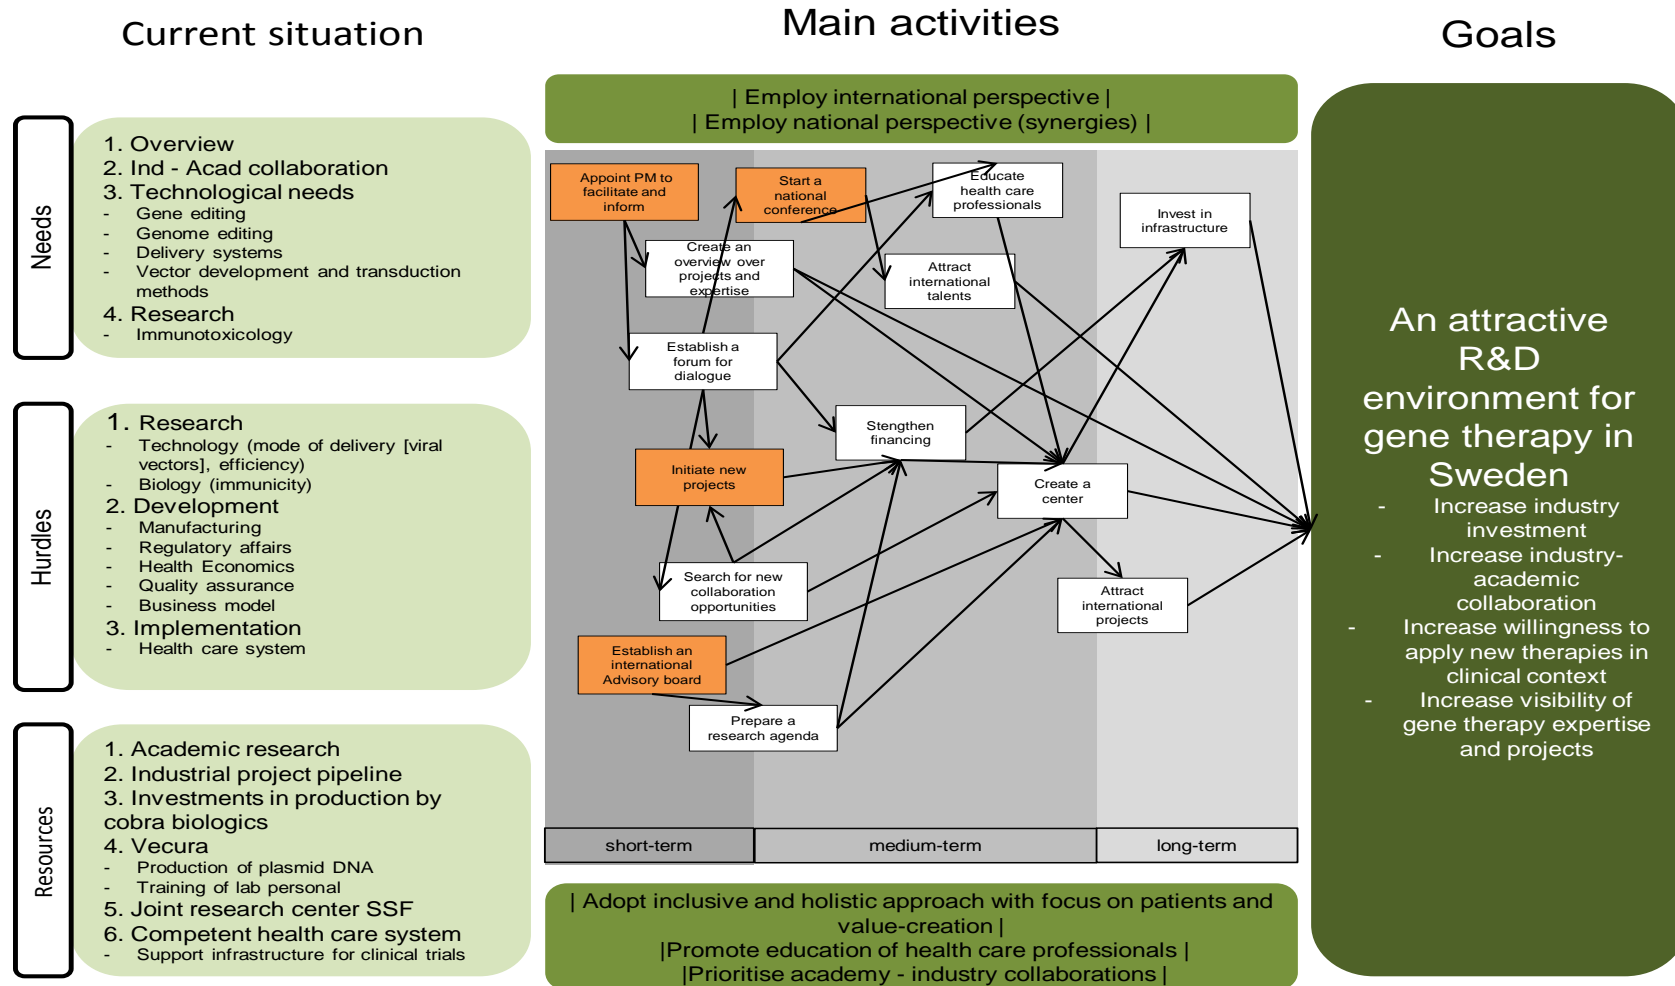 Current situation
Main activities
Goals
Needs
1. Overview
2. Ind - Acad collaboration
3. Technological needs
- Gene editing
- Genome editing
- Delivery systems
- Vector development and transduction
methods
4. Research
- Immunotoxicology
Hurdles
1. Research
- Technology (mode of delivery [viral
vectors], efficiency)
- Biology (immunicity)
2. Development
- Manufacturing
- Regulatory affairs
- Health Economics
- Quality assurance
- Business model
3. Implementation
- Health care system
Resources
1. Academic research
2. Industrial project pipeline
3. Investments in production by
cobra biologics
4. Vecura
- Production of plasmid DNA
- Training of lab personal
5. Joint research center SSF
6. Competent health care system
- Support infrastructure for clinical trials
| Employ international perspective |
| Employ national perspective (synergies) |
Appoint PM to
facilitate and
inform
Start a
national
conference
Educate
health care
professionals
Invest in
infrastructure
Create an
overview over
projects and
expertise
Attract
international
talents
Establish a
forum for
dialogue
Stengthen
financing
Initiate new
projects
Create a
center
Search for new
collaboration
opportunities
Attract
international
projects
Establish an
international
Advisory board
Prepare a
research agenda
short-term
medium-term
long-term
| Adopt inclusive and holistic approach with focus on patients and
value-creation |
|Promote education of health care professionals |
|Prioritise academy - industry collaborations |
An attractive
R&D
environment for
gene therapy in
Sweden
- Increase industry
investment
- Increase industry-
academic
collaboration
- Increase willingness to
apply new therapies in
clinical context
- Increase visibility of
gene therapy expertise
and projects